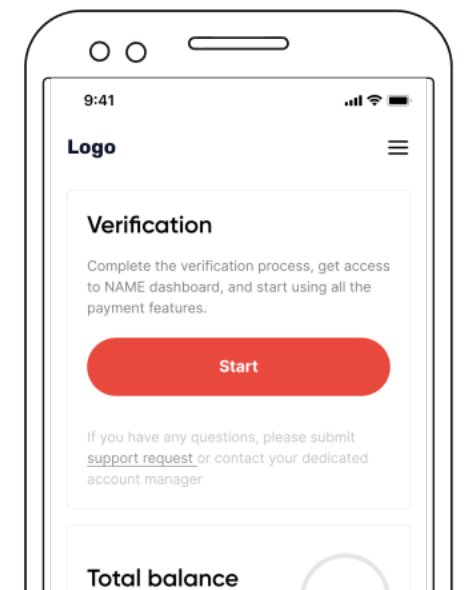 9:41
Logo
Verification
Complete the verification process, get access
to NAME dashboard, and start using all the
payment features.
Start
If you have any questions, please submit
support request or contact your dedicated
account manager
Total balance